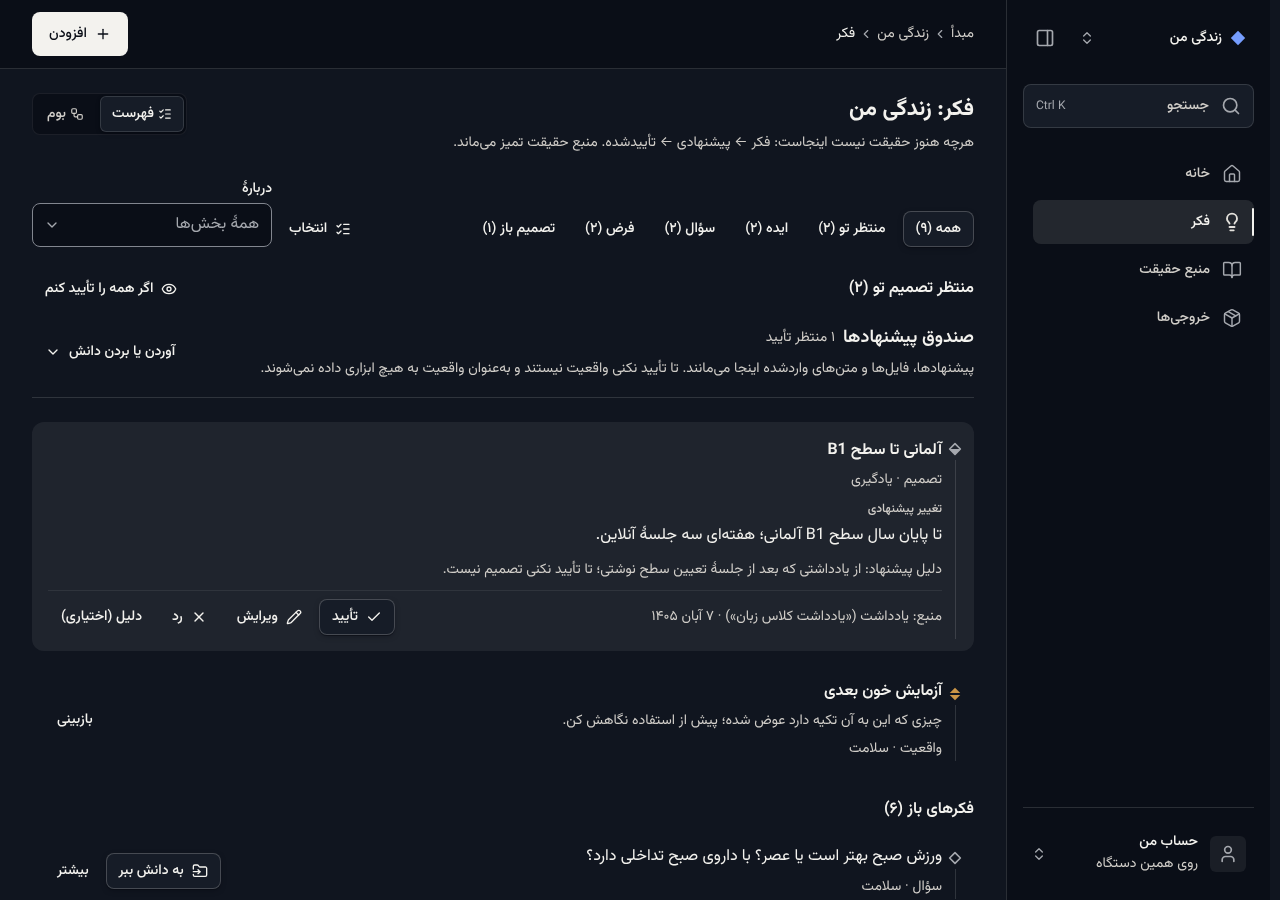 زندگی من
جستجو
Ctrl K
خانه
فکر
منبع حقیقت
خروجی‌ها
حساب من
روی همین دستگاه
مبدأ › زندگی من › فکر
افزودن
فکر: زندگی من
هرچه هنوز حقیقت نیست اینجاست: فکر ← پیشنهادی ← تأییدشده. منبع حقیقت تمیز می‌ماند.
فهرست
بوم
همه (۹)
منتظر تو (۲)
ایده (۲)
سؤال (۲)
فرض (۲)
تصمیم باز (۱)
انتخاب
دربارهٔ
همهٔ بخش‌ها
منتظر تصمیم تو (۲)
اگر همه را تأیید کنم
صندوق پیشنهادها ۱ منتظر تأیید
پیشنهادها، فایل‌ها و متن‌های واردشده اینجا می‌مانند. تا تأیید نکنی واقعیت نیستند و به‌عنوان واقعیت به هیچ ابزاری داده نمی‌شوند.
آوردن یا بردن دانش
آلمانی تا سطح B1
تصمیم · یادگیری
تغییر پیشنهادی
تا پایان سال سطح B1 آلمانی؛ هفته‌ای سه جلسهٔ آنلاین.
دلیل پیشنهاد: از یادداشتی که بعد از جلسهٔ تعیین سطح نوشتی؛ تا تأیید نکنی تصمیم نیست.
منبع: یادداشت («یادداشت کلاس زبان») · ۷ آبان ۱۴۰۵
تأیید
ویرایش
رد
دلیل (اختیاری)
آزمایش خون بعدی
چیزی که این به آن تکیه دارد عوض شده؛ پیش از استفاده نگاهش کن.
واقعیت · سلامت
بازبینی
فکرهای باز (۶)
ورزش صبح بهتر است یا عصر؟ با داروی صبح تداخلی دارد؟
سؤال · سلامت
به دانش ببر
بیشتر